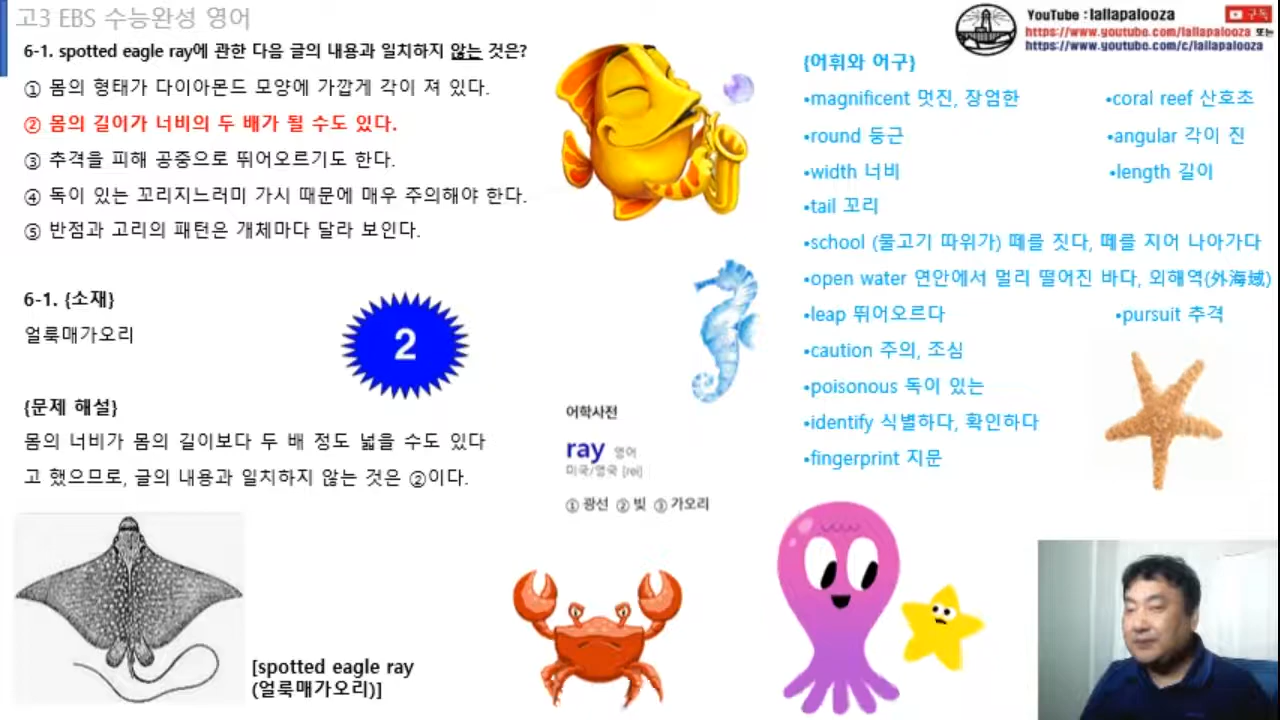 고3 EBS 수능완성 영어
6-1. spotted eagle ray에 관한 다음 글의 내용과 일치하지 않는 것은?
① 몸의 형태가 다이아몬드 모양에 가깝게 각이 져 있다.
② 몸의 길이가 너비의 두 배가 될 수도 있다.
③ 추격을 피해 공중으로 뛰어오르기도 한다.
④ 독이 있는 꼬리지느러미 가시 때문에 매우 주의해야 한다.
⑤ 반점과 고리의 패턴은 개체마다 달라 보인다.
6-1. {소재}
얼룩매가오리
2
{문제 해설}
몸의 너비가 몸의 길이보다 두 배 정도 넓을 수도 있다
고 했으므로, 글의 내용과 일치하지 않는 것은 ②이다.
[spotted eagle ray
(얼룩매가오리)]
어학사전
ray 영어
미국/영국 [rei]
① 광선 ② 빛 ③ 가오리
YouTube : lallapalooza
구독
https://www.youtube.com/lallapalooza 또는
https://www.youtube.com/c/lallapalooza
{어휘와 어구}
•magnificent 멋진, 장엄한 •coral reef 산호초
•round 둥근 •angular 각이 진
•width 너비 •length 길이
•tail 꼬리
•school (물고기 따위가) 떼를 짓다, 떼를 지어 나아가다
•open water 연안에서 멀리 떨어진 바다, 외해역(外海域)
•leap 뛰어오르다 •pursuit 추격
•caution 주의, 조심
•poisonous 독이 있는
•identify 식별하다, 확인하다
•fingerprint 지문